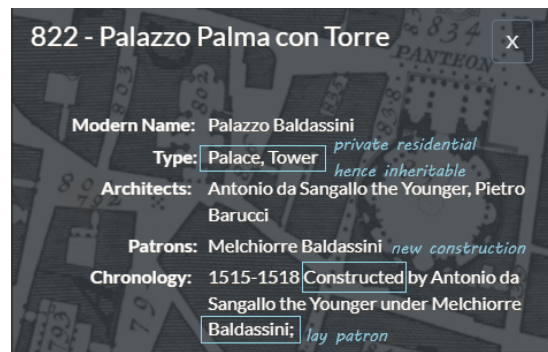 822 - Palazzo Palma con Torre
X
834
PANTEON
Modern Name: Palazzo Baldassini
Type: Palace, Tower private residential
hence inheritable
Architects: Antonio da Sangallo the Younger, Pietro
Barucci
Patrons: Melchiorre Baldassini new construction
Chronology: 1515-1518 Constructed by Antonio da
Sangallo the Younger under Melchiorre
Baldassini; lay patron